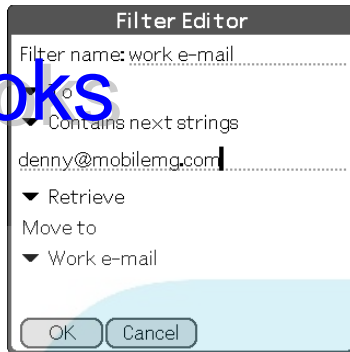 Filter Editor
Filter name: work e-mail
oks
To
Contains next strings
denny@mobilemg.com
Retrieve
Move to
Work e-mail
OK Cancel